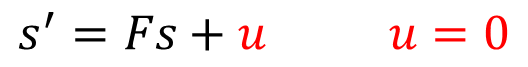 s′ = Fs + u u = 0